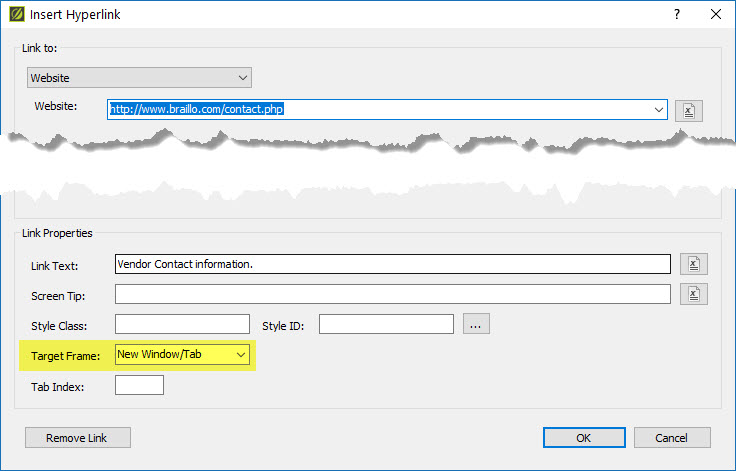 Insert Hyperlink
Link to:
Website
Website: http://www.braillo.com/contact.php
Link Properties
Link Text: Vendor Contact information.
Screen Tip:
Style Class: Style ID: ...
Target Frame: New Window/Tab
Tab Index:
Remove Link OK Cancel